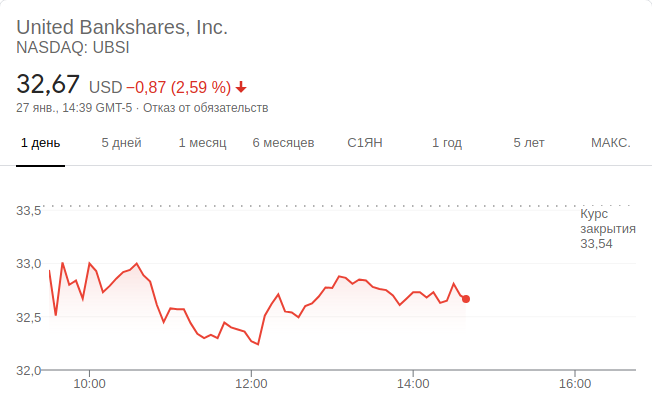 United Bankshares, Inc.
NASDAQ: UBSI
32,67 USD −0,87 (2,59 %)
27 янв., 14:39 GMT-5 · Отказ от обязательств
1 день 5 дней 1 месяц 6 месяцев С1ЯН 1 год 5 лет МАКС.
33,5
Курс
закрытия
33,54
33,0
32,5
32,0
10:00 12:00 14:00 16:00